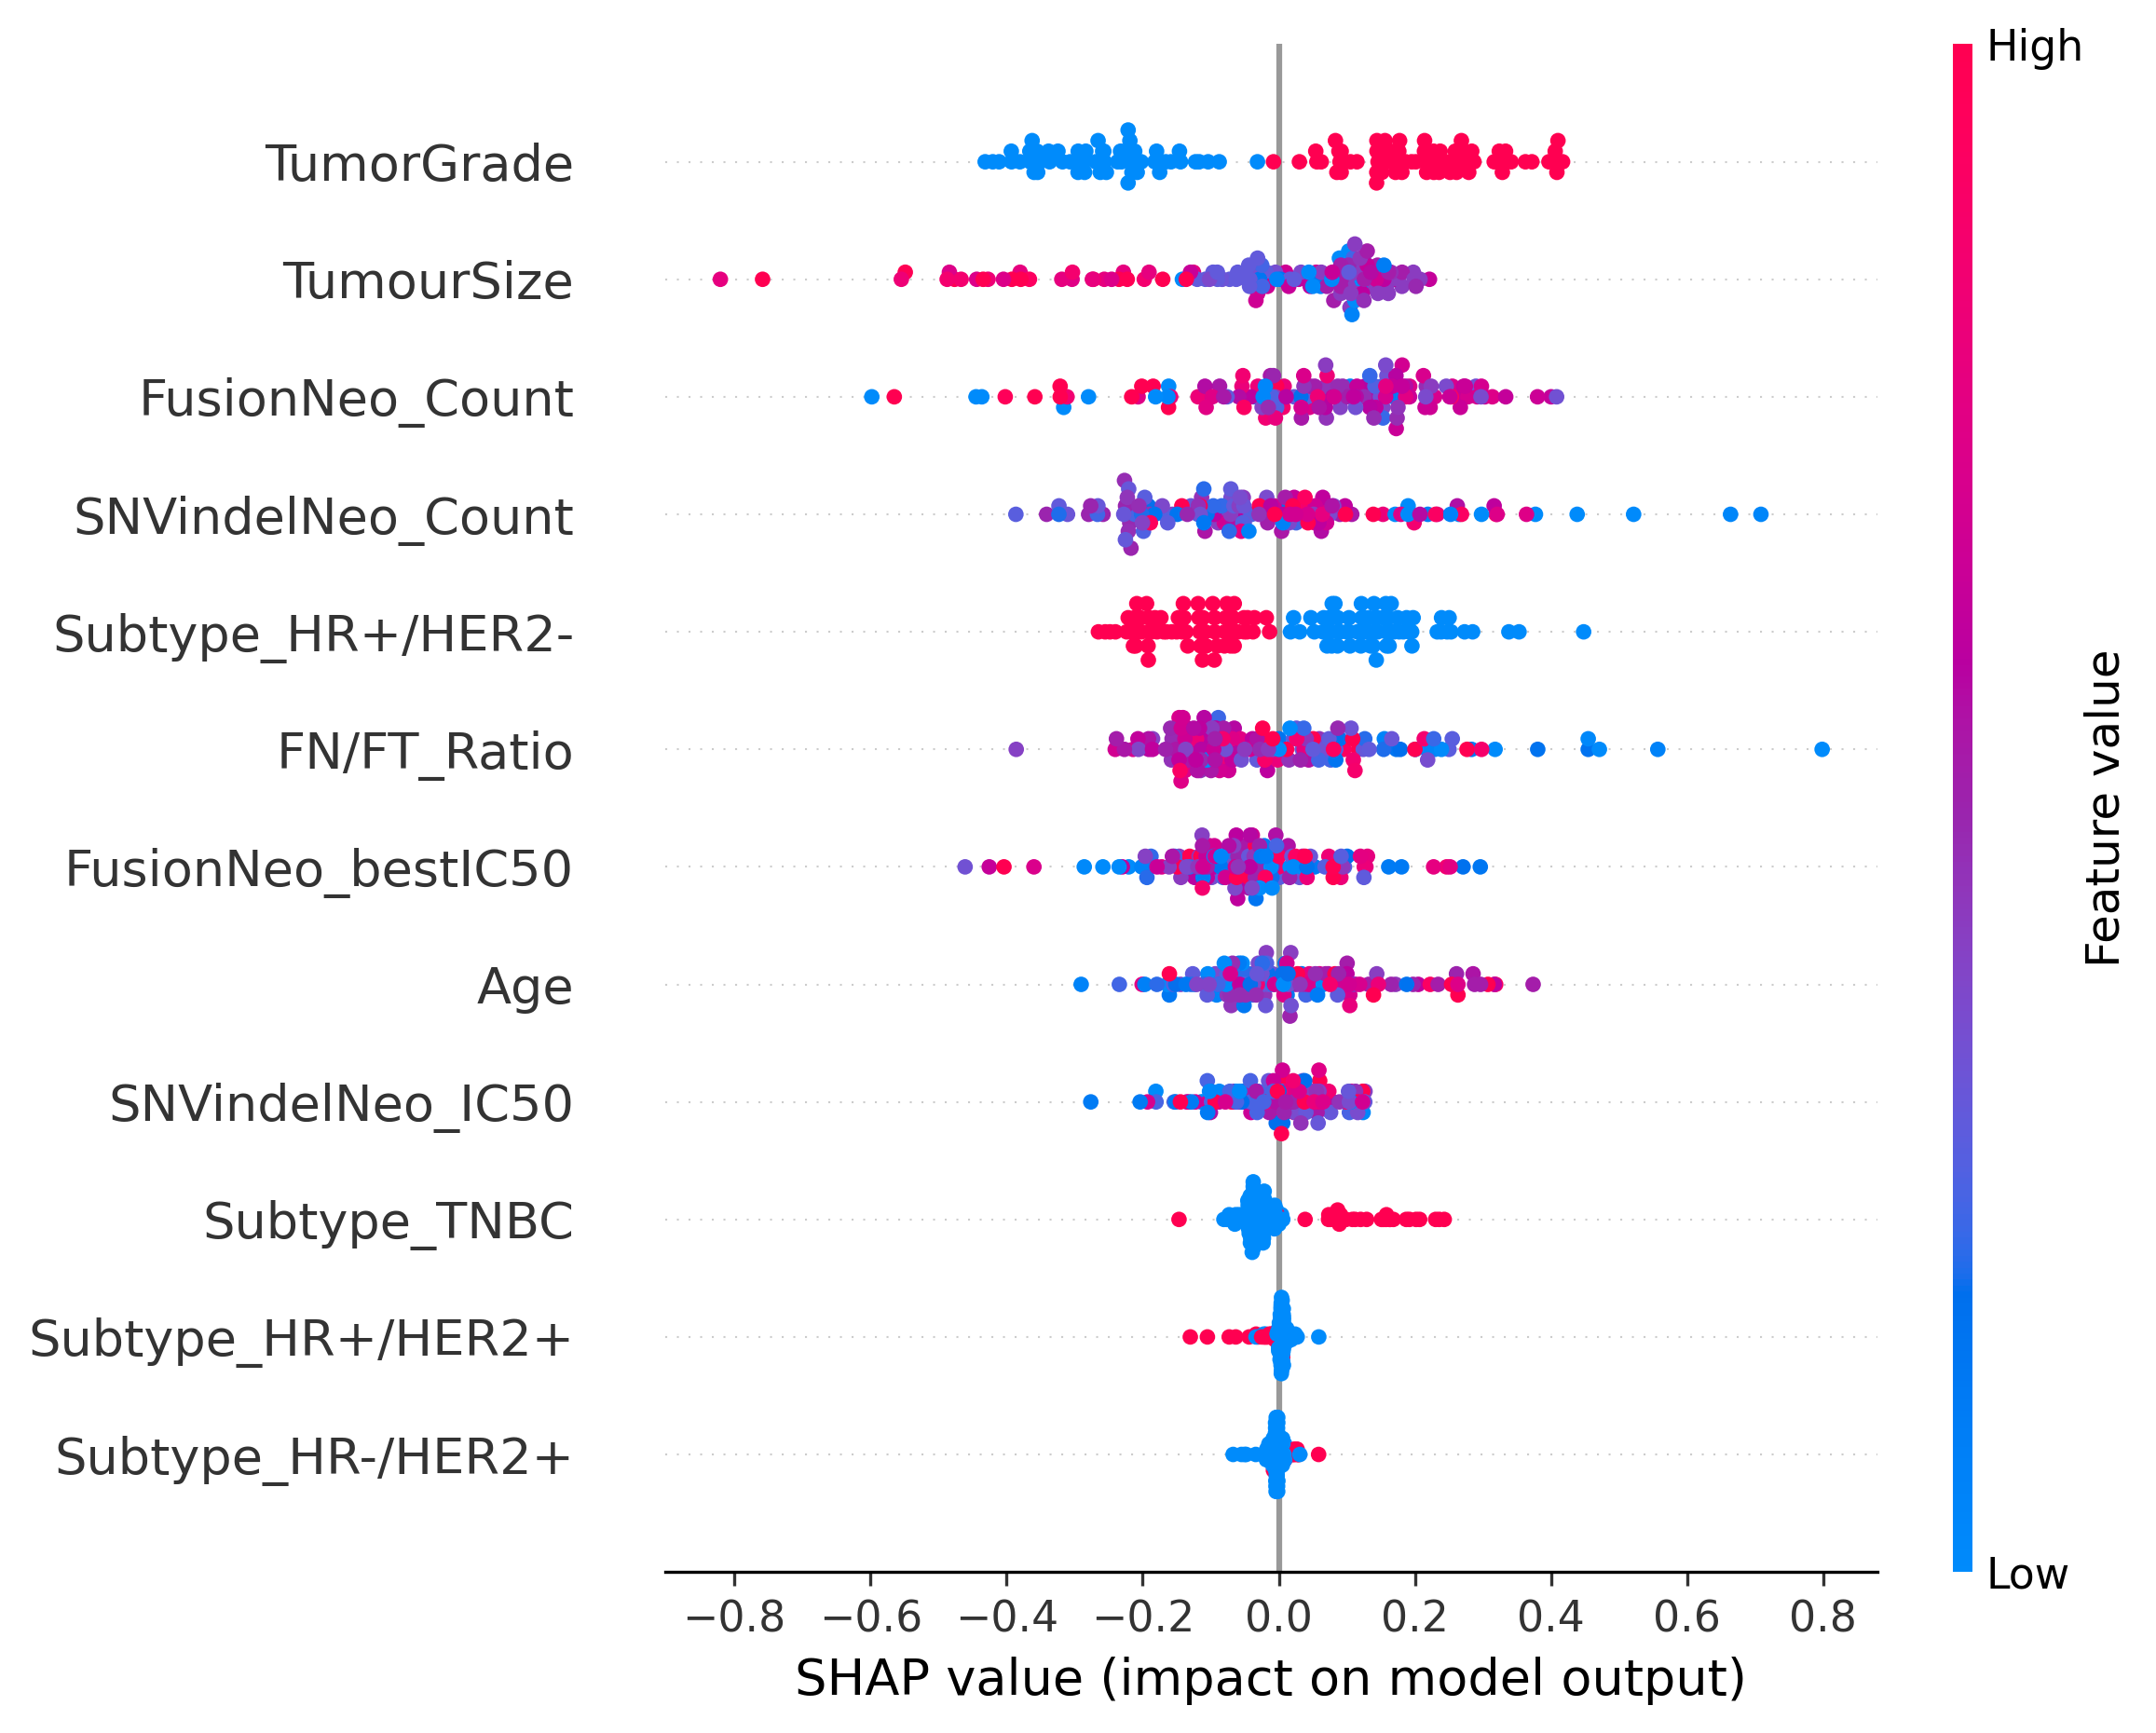 High
TumorGrade
TumourSize
FusionNeo_Count
SNVindelNeo_Count
Subtype_HR+/HER2-
FN/FT_Ratio
FusionNeo_bestIC50
Age
SNVindelNeo_IC50
Subtype_TNBC
Subtype_HR+/HER2+
Subtype_HR-/HER2+
Feature value
Low
−0.8 −0.6 −0.4 −0.2 0.0 0.2 0.4 0.6 0.8
SHAP value (impact on model output)